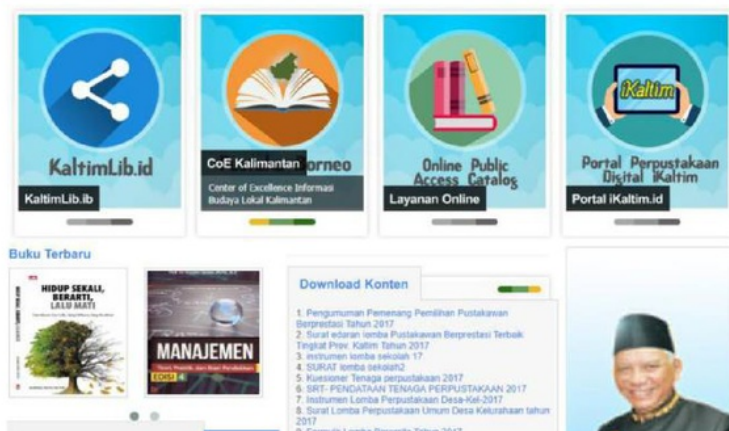 KaltimLib.id
KaltimLib.ib
CoE Kalimantan
orneo
Center of Excellence Informasi
Budaya Lokal Kalimantan
Online Public
Access Catalog
Layanan Online
iKaltim
Portal Perpustakaan
Digital iKaltim
Portal iKaltim.id
Buku Terbaru
HIDUP SEKALI,
BERARTI,
LALU MATI
MANAJEMEN
EDISI 4
Download Konten
1. Pengumuman Pemenang Pemilihan Pustakawan
Berprestasi Tahun 2017
2. Surat edaran lomba Pustakawan Berprestasi Terbaik
Tingkat Prov. Kaltim Tahun 2017
3. instrumen lomba sekolah 17
4. SURAT lomba sekolah2
5. Kuesioner Tenaga perpustakaan 2017
6. SRT- PENDATAAN TENAGA PERPUSTAKAAN 2017
7. Instrumen Lomba Perpustakaan Desa-Kel-2017
8. Surat Lomba Perpustakaan Umum Desa Kelurahaan tahun
2017